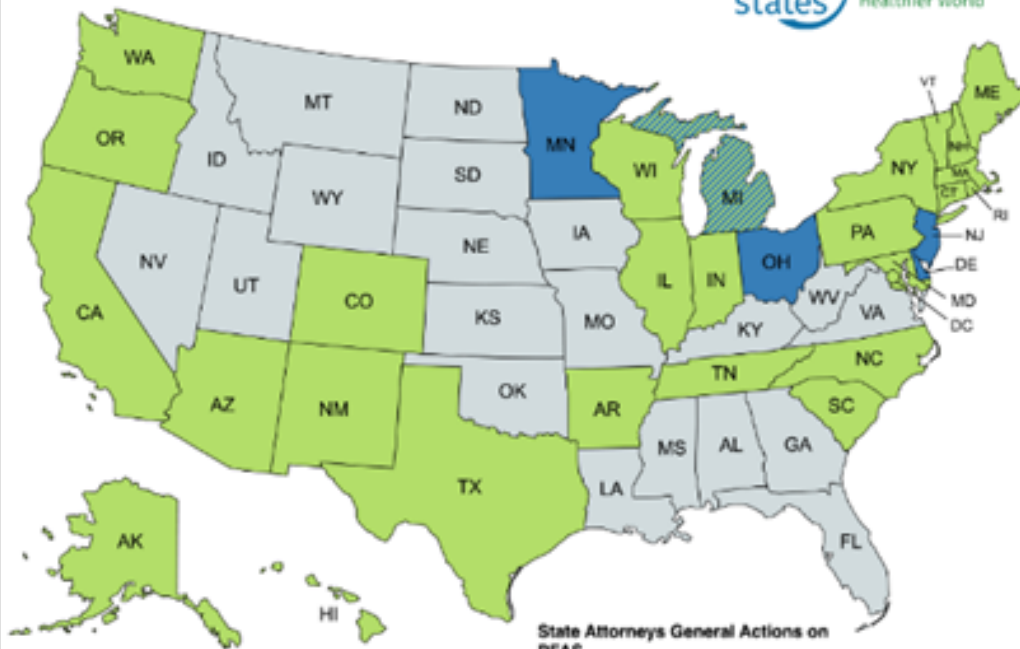 states
Healthier World
WA
OR
CA
ID
NV
MT
WY
UT
AZ
CO
NM
ND
SD
NE
KS
OK
TX
MN
IA
MO
AR
LA
WI
IL
MI
IN
OH
KY
TN
MS
AL
GA
FL
SC
NC
VA
WV
PA
NY
VT
NH
ME
MA
CT
RI
NJ
DE
MD
DC
AK
HI
State Attorneys General Actions on
PFAS